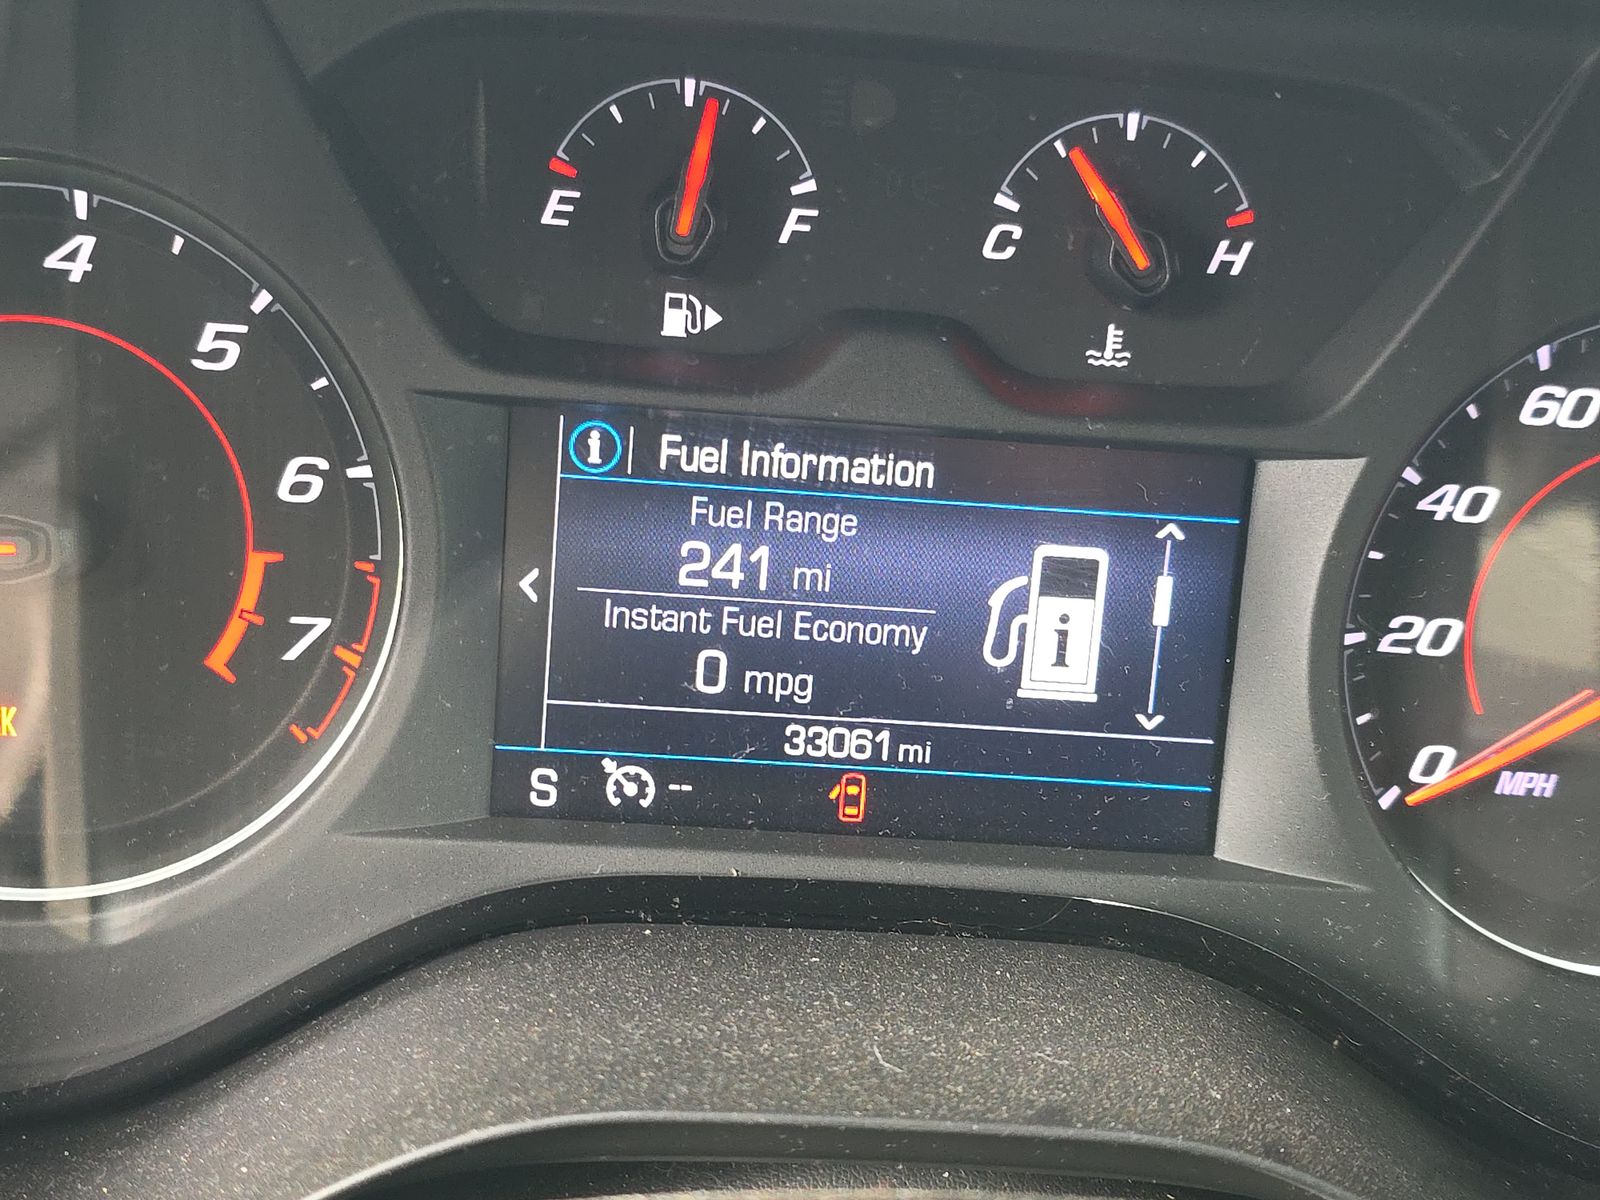 E
F
C
H
4
5
6
7
K
i
Fuel Information
Fuel Range
241 mi
Instant Fuel Economy
0 mpg
i
33061 mi
S
--
60
40
20
0
MPH